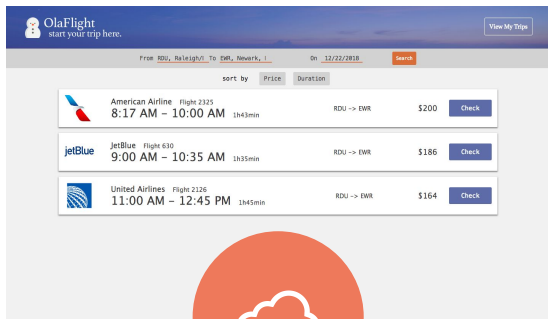 OlaFlight
start your trip here.
View My Trips
From RDU, Raleigh/! To EWR, Newark, ! On 12/22/2018 Search
sort by Price Duration
American Airline Flight 2325
8:17 AM – 10:00 AM 1h43min
RDU -> EWR $200 Check
jetBlue
JetBlue Flight 630
9:00 AM – 10:35 AM 1h35min
RDU -> EWR $186 Check
United Airlines Flight 2126
11:00 AM – 12:45 PM 1h45min
RDU -> EWR $164 Check